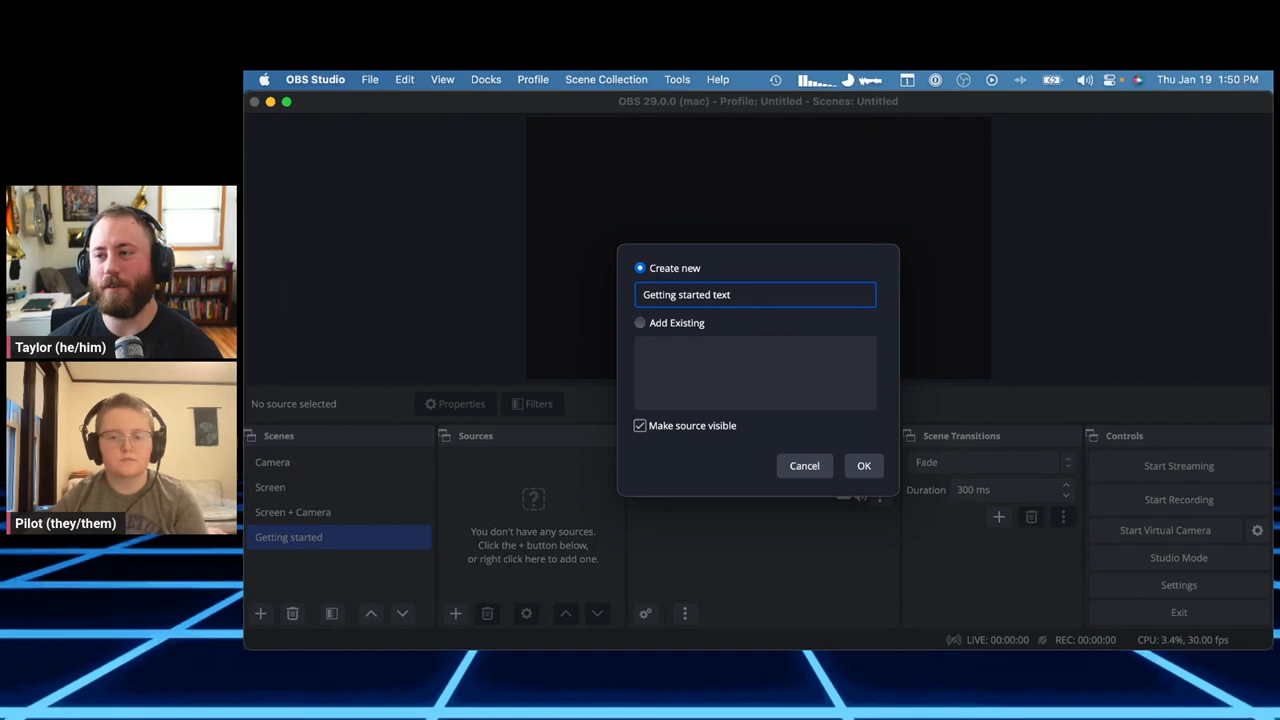 OBS Studio File Edit View Docks Profile Scene Collection Tools Help Thu Jan 19 1:50 PM
OBS 29.0.0 (mac) - Profile: Untitled - Scenes: Untitled
Create new
Getting started text
Add Existing
Make source visible
Cancel OK
Taylor (he/him)
Pilot (they/them)
No source selected Properties Filters
Scenes
Camera
Screen
Screen + Camera
Getting started
Sources
You don't have any sources.
Click the + button below,
or right click here to add one.
Scene Transitions
Fade
Duration 300 ms
Controls
Start Streaming
Start Recording
Start Virtual Camera
Studio Mode
Settings
Exit
LIVE: 00:00:00 REC: 00:00:00 CPU: 3.4%, 30.00 fps